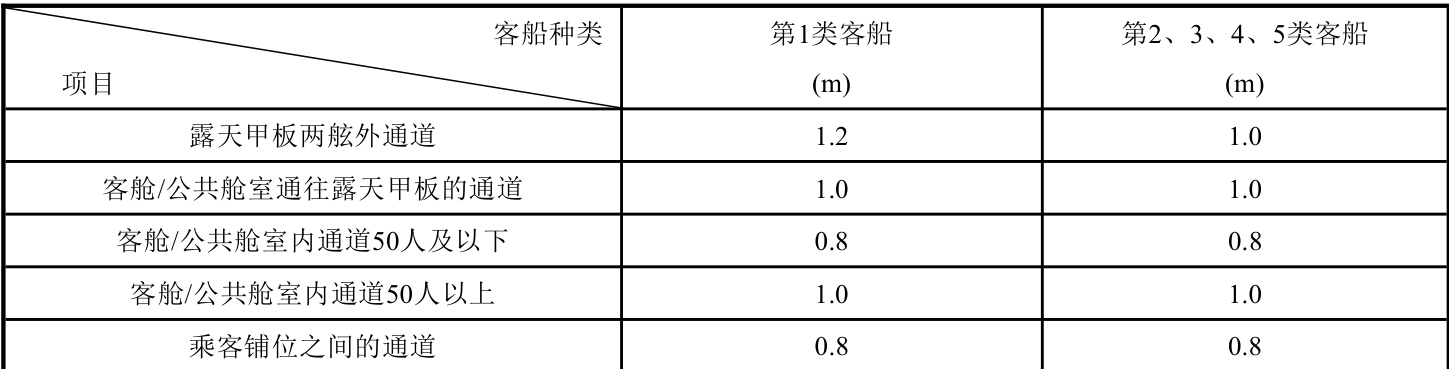 客船种类
项目
第1类客船
(m)
第2、3、4、5类客船
(m)
露天甲板两舷外通道 1.2 1.0
客舱/公共舱室通往露天甲板的通道 1.0 1.0
客舱/公共舱室内通道50人及以下 0.8 0.8
客舱/公共舱室内通道50人以上 1.0 1.0
乘客铺位之间的通道 0.8 0.8